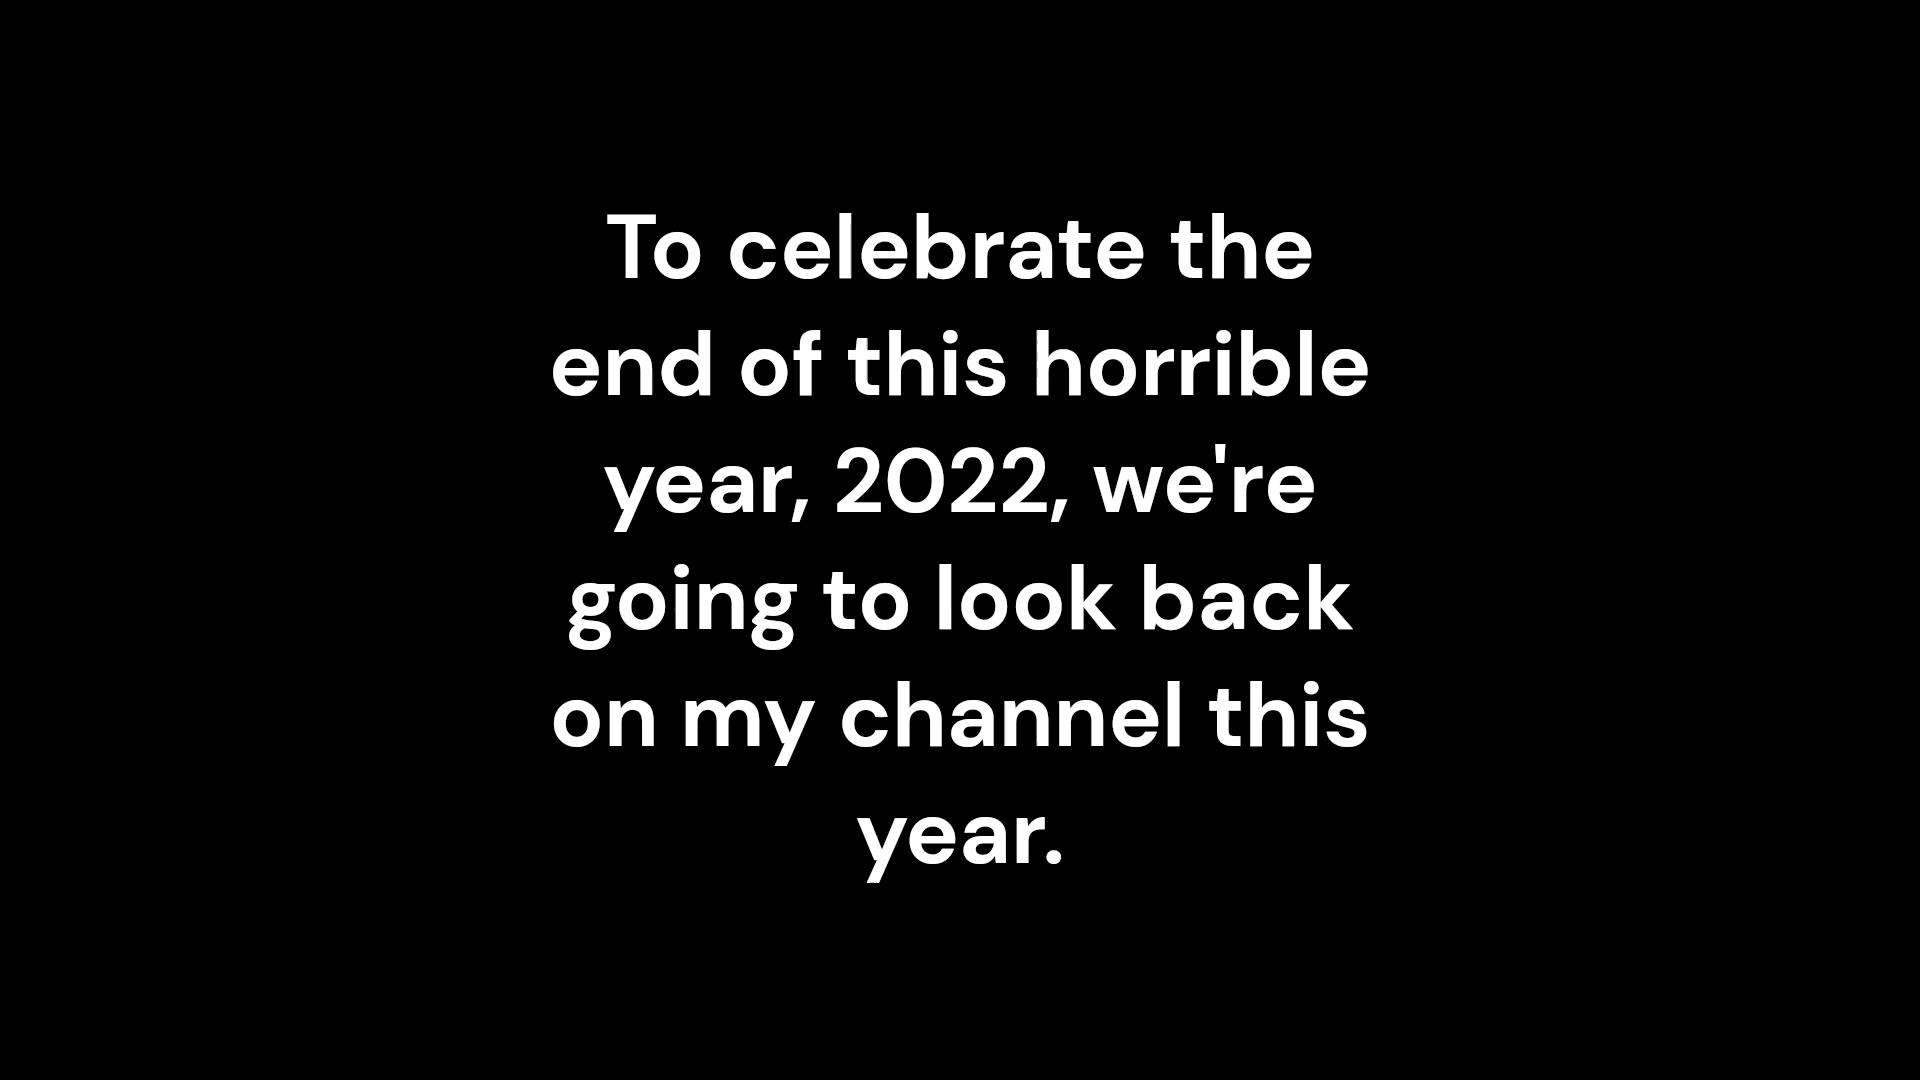 To celebrate the
end of this horrible
year, 2022, we're
going to look back
on my channel this
year.